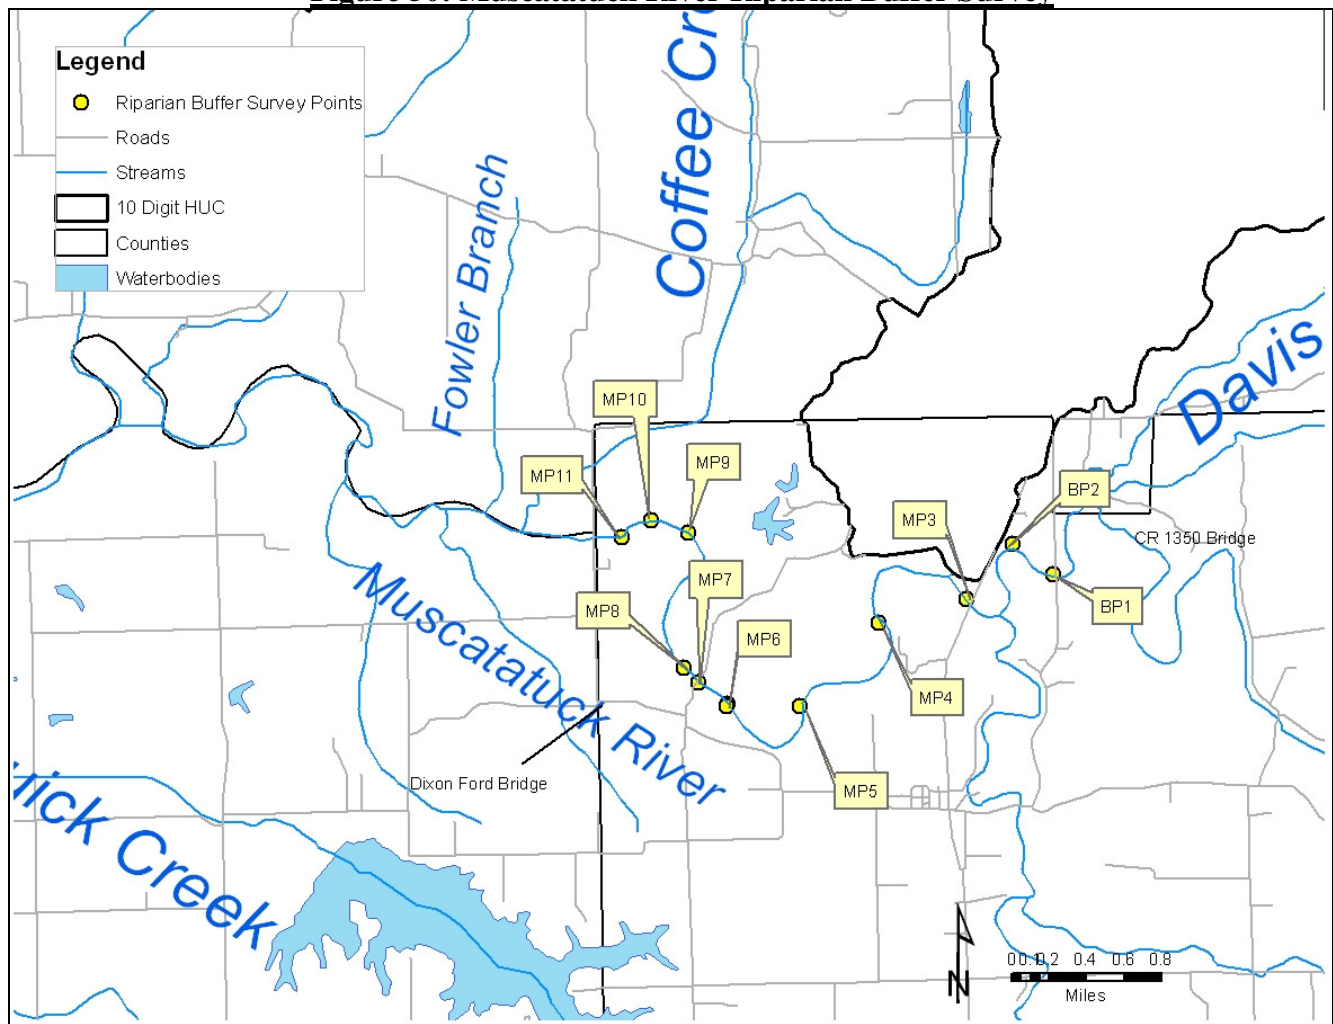 Legend
Riparian Buffer Survey Points
Roads
Streams
10 Digit HUC
Counties
Waterbodies
Coffee Cr
Fowler Branch
Davis
MP10
MP9
MP11
BP2
MP3
CR 1350 Bridge
MP7
BP1
MP8
MP6
MP4
Muscatatuck River
Dixon Ford Bridge
MP5
uick Creek
N
0 0.1 0.2 0.4 0.6 0.8
Miles